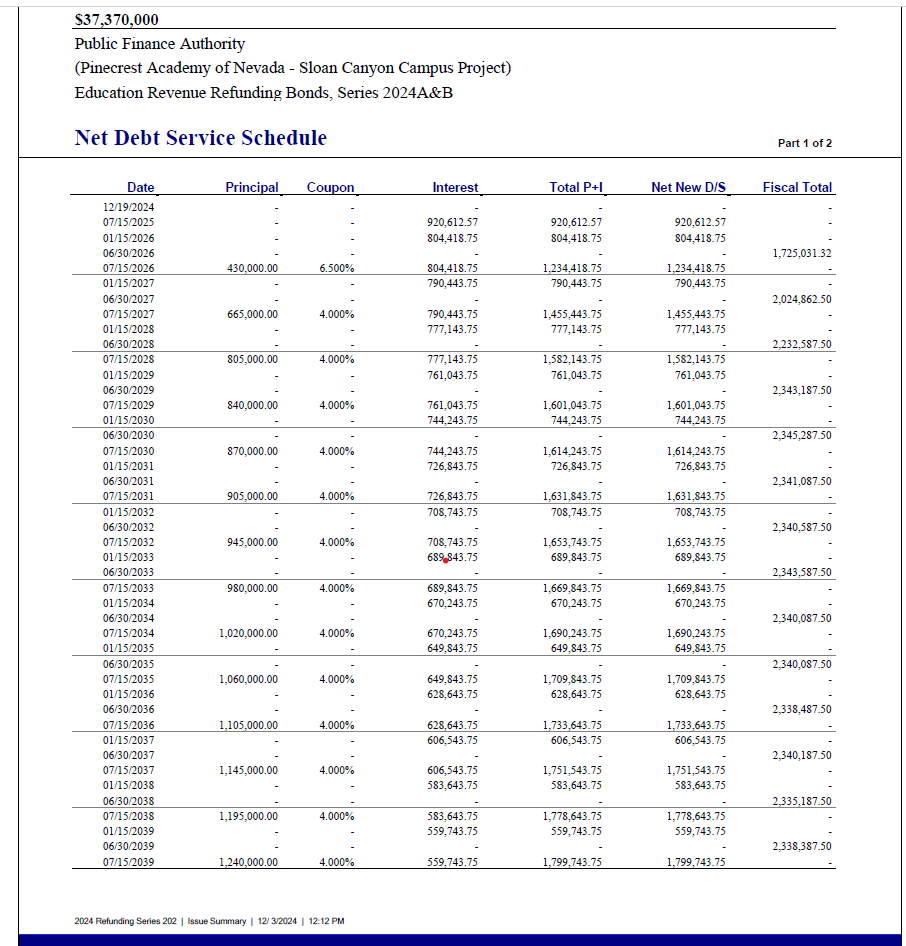 $37,370,000
Public Finance Authority
(Pinecrest Academy of Nevada - Sloan Canyon Campus Project)
Education Revenue Refunding Bonds, Series 2024A&B
Net Debt Service Schedule
Part 1 of 2
Date Principal Coupon Interest Total P+I Net New D/S Fiscal Total
12/19/2024 - - - - - -
07/15/2025 - - 920,612.57 920,612.57 920,612.57 -
01/15/2026 - - 804,418.75 804,418.75 804,418.75 -
06/30/2026 - - - - - 1,725,031.32
07/15/2026 430,000.00 6.500% 804,418.75 1,234,418.75 1,234,418.75 -
01/15/2027 - - 790,443.75 790,443.75 790,443.75 -
06/30/2027 - - - - - 2,024,862.50
07/15/2027 665,000.00 4.000% 790,443.75 1,455,443.75 1,455,443.75 -
01/15/2028 - - 777,143.75 777,143.75 777,143.75 -
06/30/2028 - - - - - 2,232,587.50
07/15/2028 805,000.00 4.000% 777,143.75 1,582,143.75 1,582,143.75 -
01/15/2029 - - 761,043.75 761,043.75 761,043.75 -
06/30/2029 - - - - - 2,343,187.50
07/15/2029 840,000.00 4.000% 761,043.75 1,601,043.75 1,601,043.75 -
01/15/2030 - - 744,243.75 744,243.75 744,243.75 -
06/30/2030 - - - - - 2,345,287.50
07/15/2030 870,000.00 4.000% 744,243.75 1,614,243.75 1,614,243.75 -
01/15/2031 - - 726,843.75 726,843.75 726,843.75 -
06/30/2031 - - - - - 2,341,087.50
07/15/2031 905,000.00 4.000% 726,843.75 1,631,843.75 1,631,843.75 -
01/15/2032 - - 708,743.75 708,743.75 708,743.75 -
06/30/2032 - - - - - 2,340,587.50
07/15/2032 945,000.00 4.000% 708,743.75 1,653,743.75 1,653,743.75 -
01/15/2033 - - 689,843.75 689,843.75 689,843.75 -
06/30/2033 - - - - - 2,343,587.50
07/15/2033 980,000.00 4.000% 689,843.75 1,669,843.75 1,669,843.75 -
01/15/2034 - - 670,243.75 670,243.75 670,243.75 -
06/30/2034 - - - - - 2,340,087.50
07/15/2034 1,020,000.00 4.000% 670,243.75 1,690,243.75 1,690,243.75 -
01/15/2035 - - 649,843.75 649,843.75 649,843.75 -
06/30/2035 - - - - - 2,340,087.50
07/15/2035 1,060,000.00 4.000% 649,843.75 1,709,843.75 1,709,843.75 -
01/15/2036 - - 628,643.75 628,643.75 628,643.75 -
06/30/2036 - - - - - 2,338,487.50
07/15/2036 1,105,000.00 4.000% 628,643.75 1,733,643.75 1,733,643.75 -
01/15/2037 - - 606,543.75 606,543.75 606,543.75 -
06/30/2037 - - - - - 2,340,187.50
07/15/2037 1,145,000.00 4.000% 606,543.75 1,751,543.75 1,751,543.75 -
01/15/2038 - - 583,643.75 583,643.75 583,643.75 -
06/30/2038 - - - - - 2,335,187.50
07/15/2038 1,195,000.00 4.000% 583,643.75 1,778,643.75 1,778,643.75 -
01/15/2039 - - 559,743.75 559,743.75 559,743.75 -
06/30/2039 - - - - - 2,338,387.50
07/15/2039 1,240,000.00 4.000% 559,743.75 1,799,743.75 1,799,743.75 -
2024 Refunding Series 202 | Issue Summary | 12/ 3/2024 | 12:12 PM